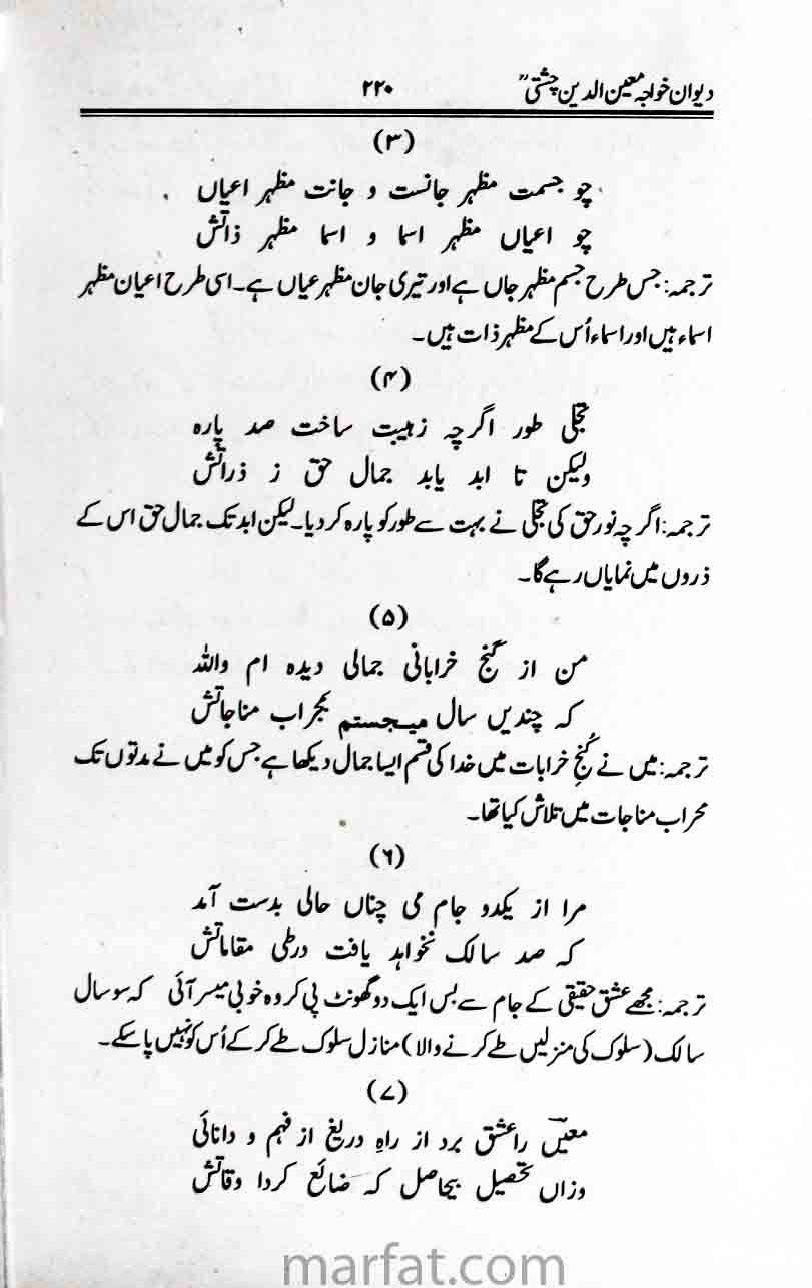 دیوان خواجہ معین الدین چشتیؒ ۲۲۰
(۳)
چو جسمت مظہر جانست و جانت مظہر اعیاں
چو اعیاں مظہر اسما و اسما مظہر ذاتش
ترجمہ: جس طرح جسم مظہر جاں ہے اور تیری جان مظہر عیاں ہے۔ اسی طرح اعیان مظہر
اسماء ہیں اور اسماء اُس کے مظہر ذات ہیں۔
(۴)
تجلی طور اگرچہ زہیبت ساخت صد پارہ
ولیکن تا ابد یابد جمال حق ز ذراتش
ترجمہ: اگرچہ نور حق کی تجلی نے بہت سے طور کو پارہ کر دیا۔ لیکن ابد تک جمال حق اس کے
ذروں میں نمایاں رہے گا۔
(۵)
من از گنج خراباتی جمالی دیدہ ام واللہ
کہ چندیں سال میجستم بمحراب مناجاتش
ترجمہ: میں نے کُنجِ خرابات میں خدا کی قسم ایسا جمال دیکھا ہے جس کو میں نے مدتوں تک
محراب مناجات میں تلاش کیا تھا۔
(۶)
مرا از یکدو جام می چناں حالی بدست آمد
کہ صد سالک نخواہد یافت درطی مقاماتش
ترجمہ: مجھے عشق حقیقی کے جام سے بس ایک دو گھونٹ پی کر وہ خوبی میسر آئی کہ سو سال
سالک (سلوک کی منزلیں طے کرنے والا) منازل سلوک طے کر کے اُس کو نہیں پا سکے۔
(۷)
معیںؔ را عشق برد از راہِ دریغ از فہم و دانائی
وزاں تحصیل بیحاصل کہ ضائع کردا وقاتش
marfat.com